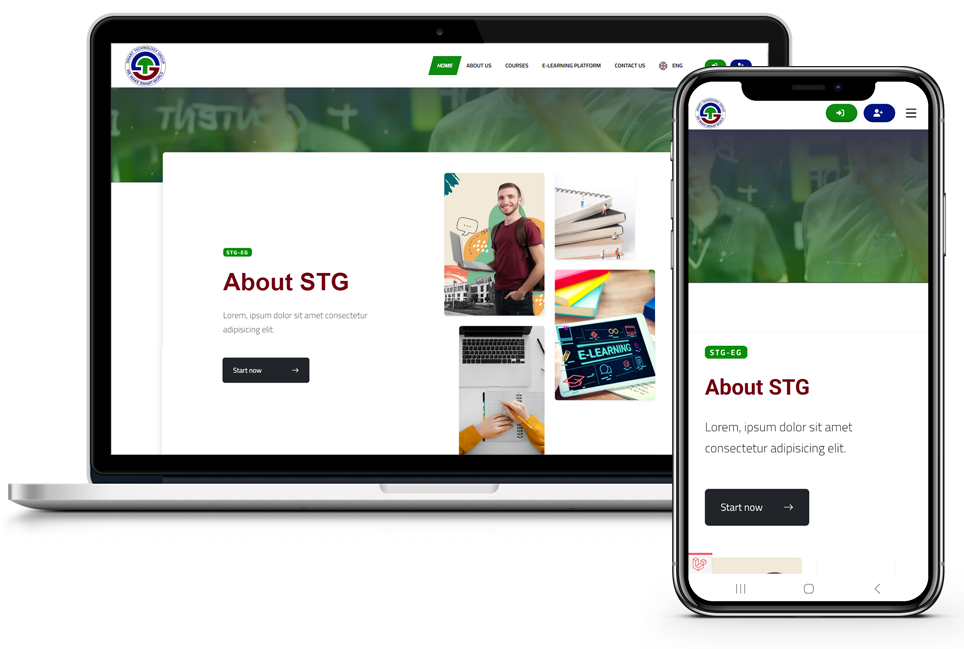 HOME ABOUT US COURSES E-LEARNING PLATFORM CONTACT US ENG
STG-EG
About STG
Lorem, ipsum dolor sit amet consectetur
adipisicing elit.
Start now
E-LEARNING
STG-EG
About STG
Lorem, ipsum dolor sit amet
consectetur adipisicing elit.
Start now